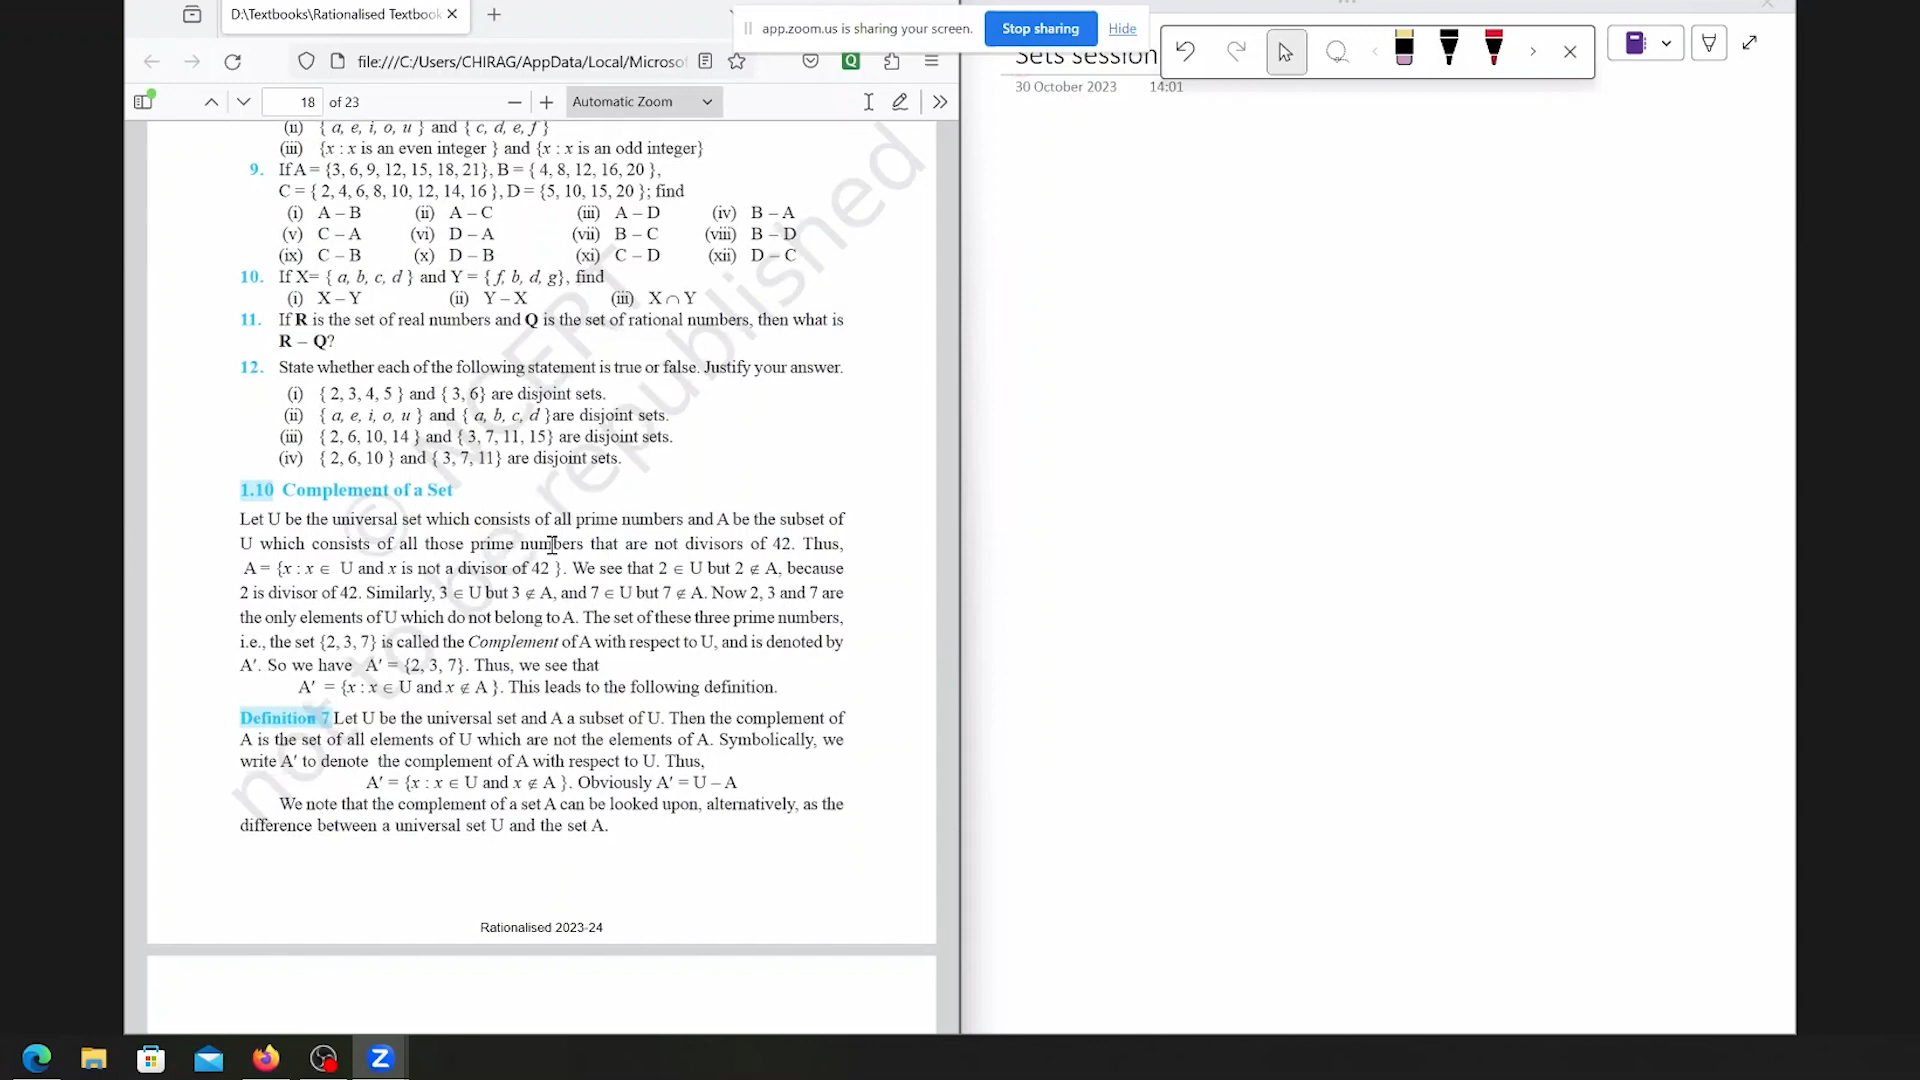 D:\Textbooks\Rationalised Textbook
app.zoom.us is sharing your screen.
Stop sharing
Hide
file:///C:/Users/CHIRAG/AppData/Local/Microsof
18 of 23
Automatic Zoom
Sets session
30 October 2023 14:01
(ii) { a, e, i, o, u } and { c, d, e, f }
(iii) {x : x is an even integer } and {x : x is an odd integer}
9. If A = {3, 6, 9, 12, 15, 18, 21}, B = { 4, 8, 12, 16, 20 },
C = { 2, 4, 6, 8, 10, 12, 14, 16 }, D = {5, 10, 15, 20 }; find
(i) A – B (ii) A – C (iii) A – D (iv) B – A
(v) C – A (vi) D – A (vii) B – C (viii) B – D
(ix) C – B (x) D – B (xi) C – D (xii) D – C
10. If X= { a, b, c, d } and Y = { f, b, d, g}, find
(i) X – Y (ii) Y – X (iii) X ∩ Y
11. If R is the set of real numbers and Q is the set of rational numbers, then what is
R – Q?
12. State whether each of the following statement is true or false. Justify your answer.
(i) { 2, 3, 4, 5 } and { 3, 6} are disjoint sets.
(ii) { a, e, i, o, u } and { a, b, c, d }are disjoint sets.
(iii) { 2, 6, 10, 14 } and { 3, 7, 11, 15} are disjoint sets.
(iv) { 2, 6, 10 } and { 3, 7, 11} are disjoint sets.
1.10 Complement of a Set
Let U be the universal set which consists of all prime numbers and A be the subset of
U which consists of all those prime numbers that are not divisors of 42. Thus,
A = {x : x ∈ U and x is not a divisor of 42 }. We see that 2 ∈ U but 2 ∉ A, because
2 is divisor of 42. Similarly, 3 ∈ U but 3 ∉ A, and 7 ∈ U but 7 ∉ A. Now 2, 3 and 7 are
the only elements of U which do not belong to A. The set of these three prime numbers,
i.e., the set {2, 3, 7} is called the Complement of A with respect to U, and is denoted by
A′. So we have A′ = {2, 3, 7}. Thus, we see that
A′ = {x : x ∈ U and x ∉ A }. This leads to the following definition.
Definition 7 Let U be the universal set and A a subset of U. Then the complement of
A is the set of all elements of U which are not the elements of A. Symbolically, we
write A′ to denote the complement of A with respect to U. Thus,
A′ = {x : x ∈ U and x ∉ A }. Obviously A′ = U – A
We note that the complement of a set A can be looked upon, alternatively, as the
difference between a universal set U and the set A.
© NCERT
not to be republished
Rationalised 2023-24